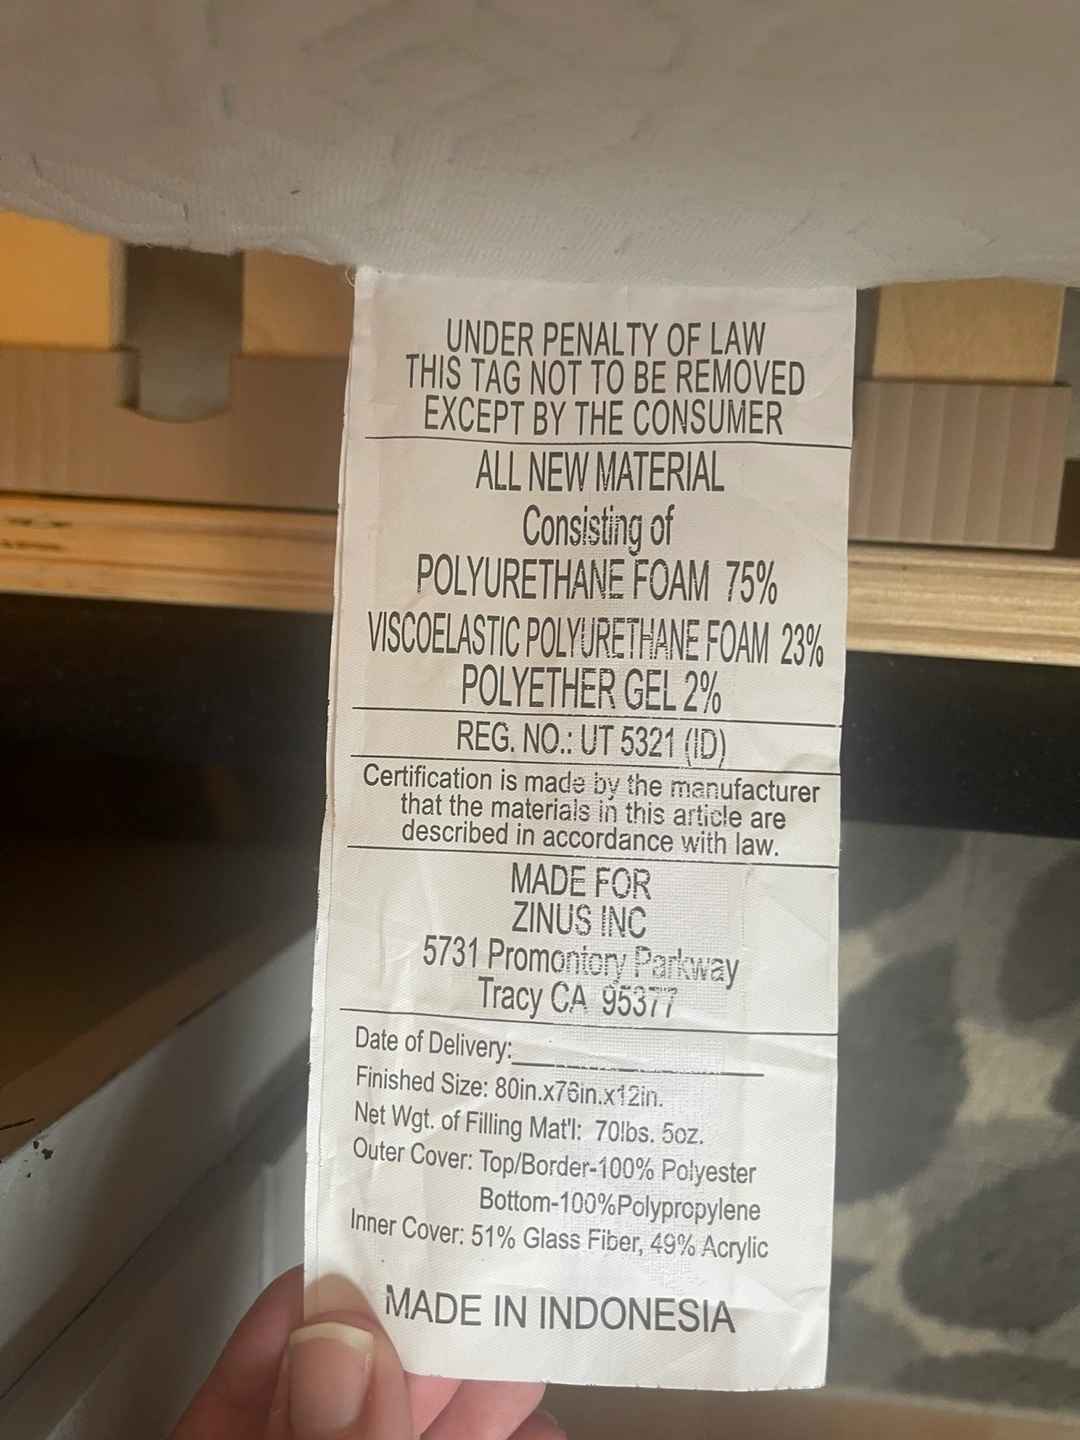 UNDER PENALTY OF LAW
THIS TAG NOT TO BE REMOVED
EXCEPT BY THE CONSUMER
ALL NEW MATERIAL
Consisting of
POLYURETHANE FOAM 75%
VISCOELASTIC POLYURETHANE FOAM 23%
POLYETHER GEL 2%
REG. NO.: UT 5321 (ID)
Certification is made by the manufacturer
that the materials in this article are
described in accordance with law.
MADE FOR
ZINUS INC
5731 Promontory Parkway
Tracy CA 95377
Date of Delivery:
Finished Size: 80in.x76in.x12in.
Net Wgt. of Filling Mat'l: 70lbs. 5oz.
Outer Cover: Top/Border-100% Polyester
Bottom-100%Polypropylene
Inner Cover: 51% Glass Fiber, 49% Acrylic
MADE IN INDONESIA